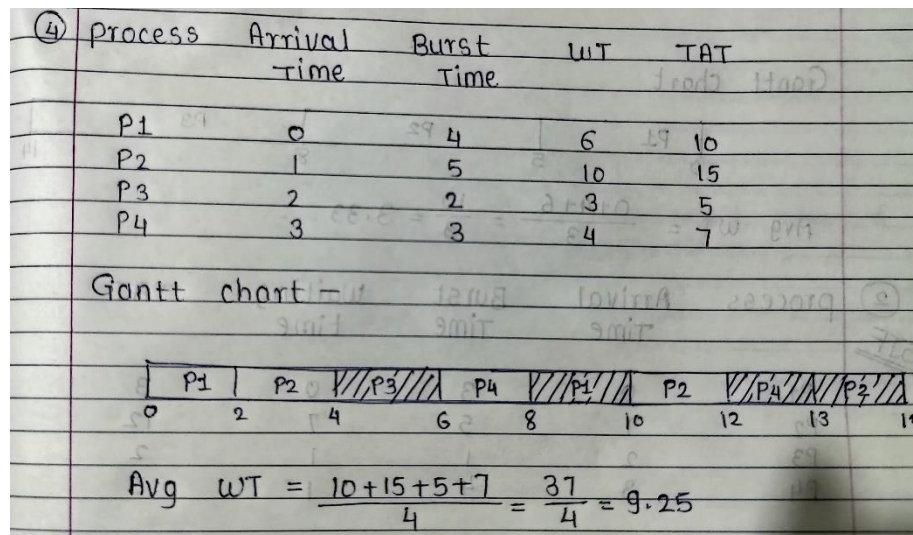 ④ Process Arrival Time Burst Time WT TAT
P1 0 4 6 10
P2 1 5 10 15
P3 2 2 3 5
P4 3 3 4 7
Gantt chart -
P1 P2 P3 P4 P1 P2 P4 P2
0 2 4 6 8 10 12 13
Avg WT = 10+15+5+7 / 4 = 37 / 4 = 9.25